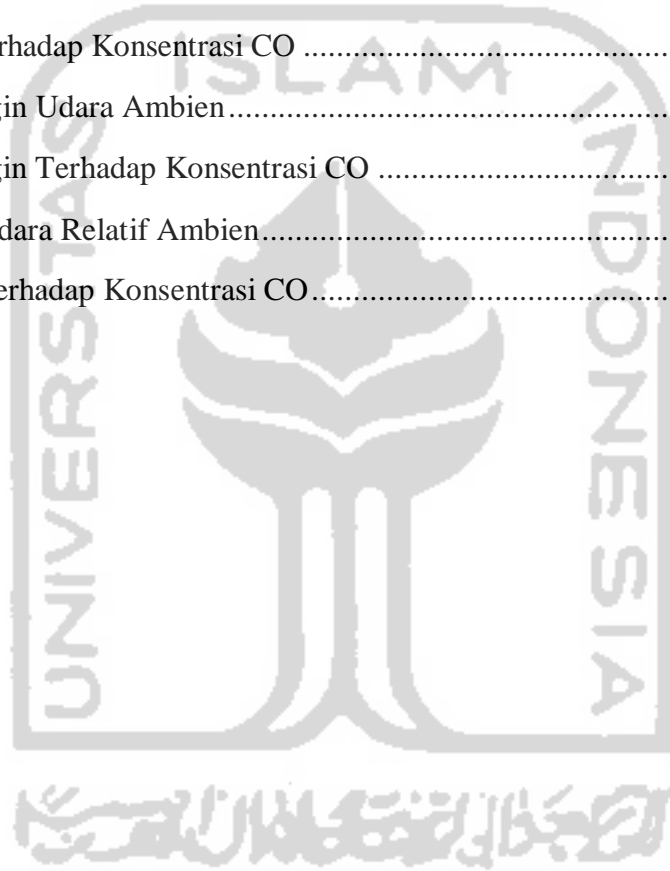 rhadap Konsentrasi CO ...........................................
ISLAM
gin Udara Ambien.....................................................
gin Terhadap Konsentrasi CO ...................................
dara Relatif Ambien.................................................
erhadap Konsentrasi CO...........................................
UNIVERSITAS
INDONESIA